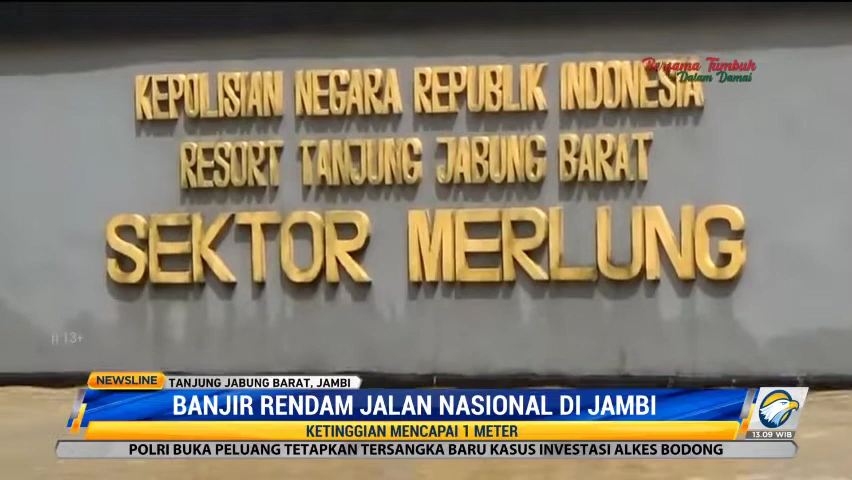 Bersama Tumbuh
Dalam Damai
KEPOLISIAN NEGARA REPUBLIK INDONESIA
RESORT TANJUNG JABUNG BARAT
SEKTOR MERLUNG
R 13+
NEWSLINE
TANJUNG JABUNG BARAT, JAMBI
BANJIR RENDAM JALAN NASIONAL DI JAMBI
KETINGGIAN MENCAPAI 1 METER
13.09 WIB
POLRI BUKA PELUANG TETAPKAN TERSANGKA BARU KASUS INVESTASI ALKES BODONG